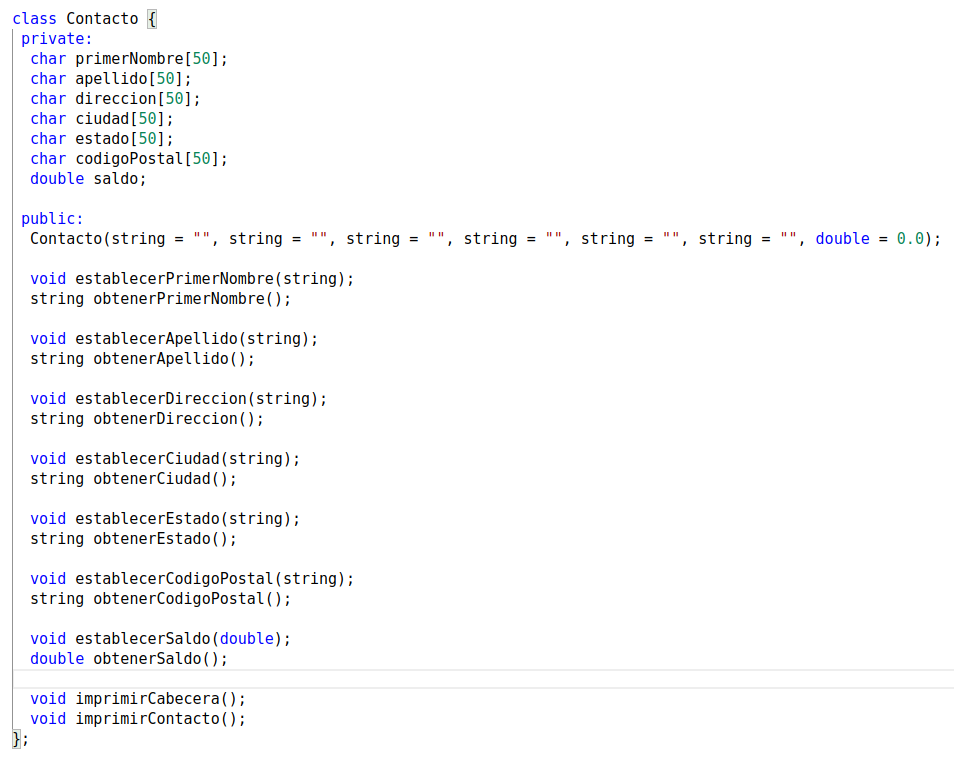 class Contacto {
private:
char primerNombre[50];
char apellido[50];
char direccion[50];
char ciudad[50];
char estado[50];
char codigoPostal[50];
double saldo;
public:
Contacto(string = "", string = "", string = "", string = "", string = "", string = "", double = 0.0);
void establecerPrimerNombre(string);
string obtenerPrimerNombre();
void establecerApellido(string);
string obtenerApellido();
void establecerDireccion(string);
string obtenerDireccion();
void establecerCiudad(string);
string obtenerCiudad();
void establecerEstado(string);
string obtenerEstado();
void establecerCodigoPostal(string);
string obtenerCodigoPostal();
void establecerSaldo(double);
double obtenerSaldo();
void imprimirCabecera();
void imprimirContacto();
};